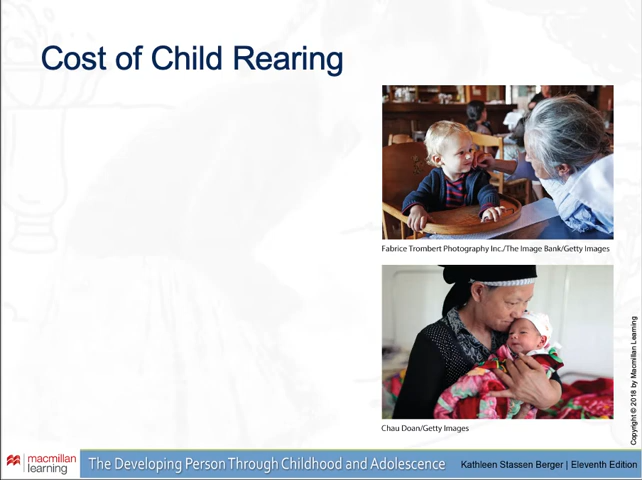 Cost of Child Rearing
Fabrice Trombert Photography Inc./The Image Bank/Getty Images
Chau Doan/Getty Images
Copyright © 2018 by Macmillan Learning
macmillan
learning
The Developing Person Through Childhood and Adolescence
Kathleen Stassen Berger | Eleventh Edition